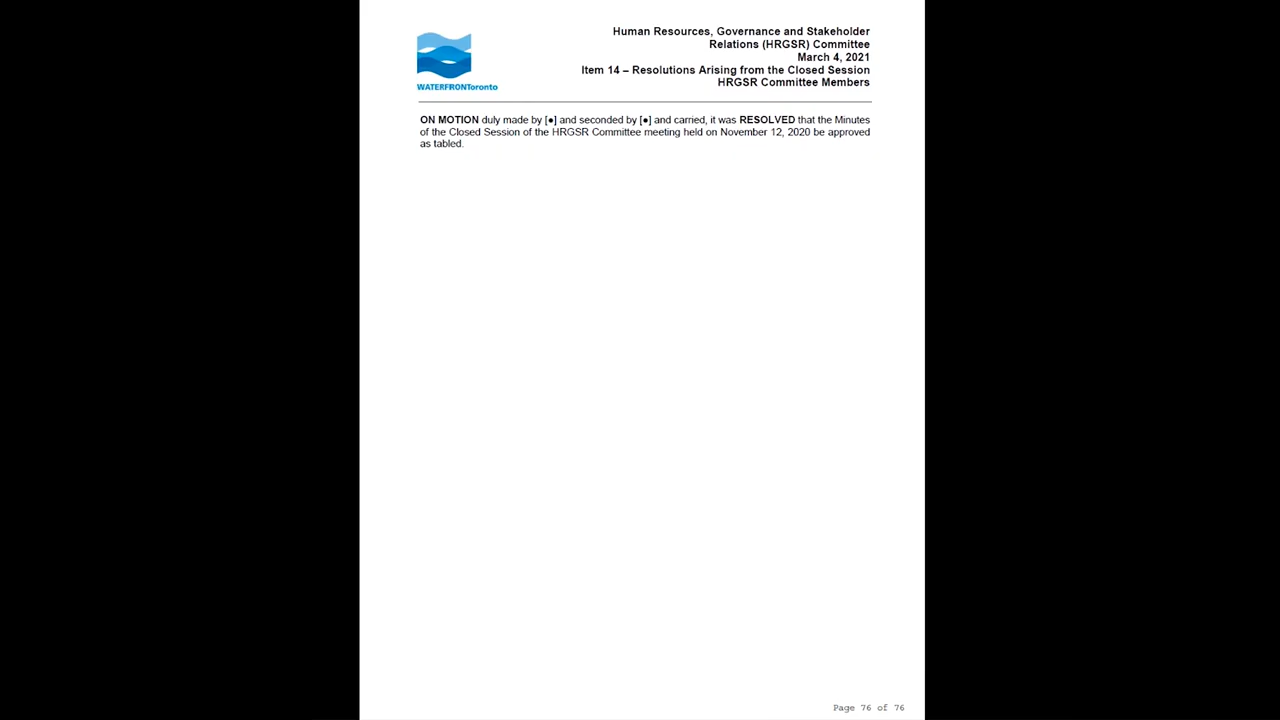 Human Resources, Governance and Stakeholder
Relations (HRGSR) Committee
March 4, 2021
Item 14 – Resolutions Arising from the Closed Session
HRGSR Committee Members
WATERFRONToronto
ON MOTION duly made by [●] and seconded by [●] and carried, it was RESOLVED that the Minutes
of the Closed Session of the HRGSR Committee meeting held on November 12, 2020 be approved
as tabled.
Page 76 of 76